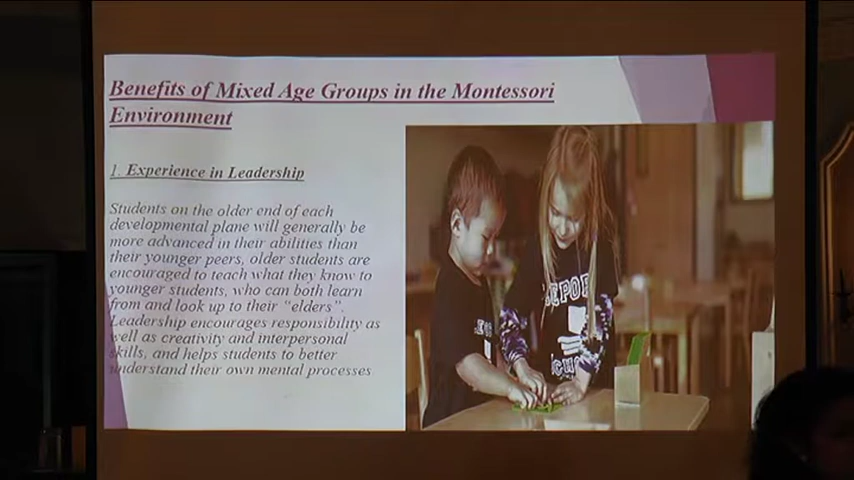 Benefits of Mixed Age Groups in the Montessori
Environment
1. Experience in Leadership
Students on the older end of each
developmental plane will generally be
more advanced in their abilities than
their younger peers, older students are
encouraged to teach what they know to
younger students, who can both learn
from and look up to their "elders".
Leadership encourages responsibility as
well as creativity and interpersonal
skills, and helps students to better
understand their own mental processes